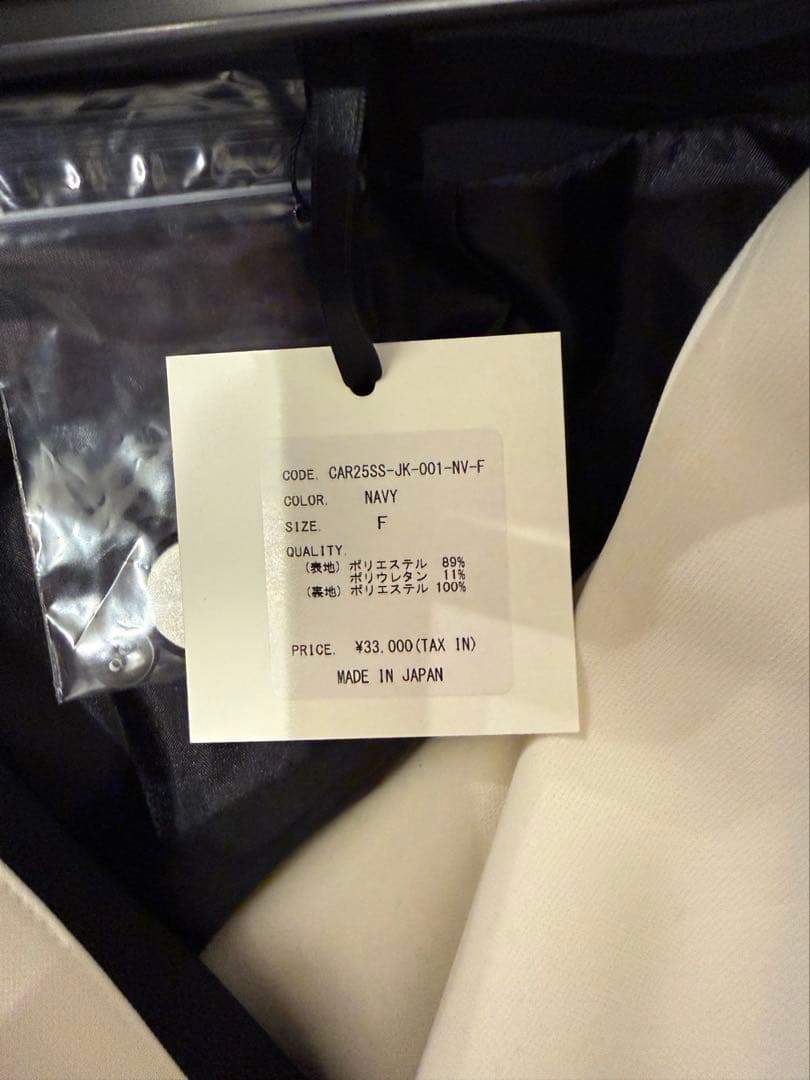 CODE. CAR25SS-JK-001-NV-F
COLOR. NAVY
SIZE. F
QUALITY.
(表地) ポリエステル 89%
ポリウレタン 11%
(裏地) ポリエステル 100%
PRICE. ¥33,000(TAX IN)
MADE IN JAPAN